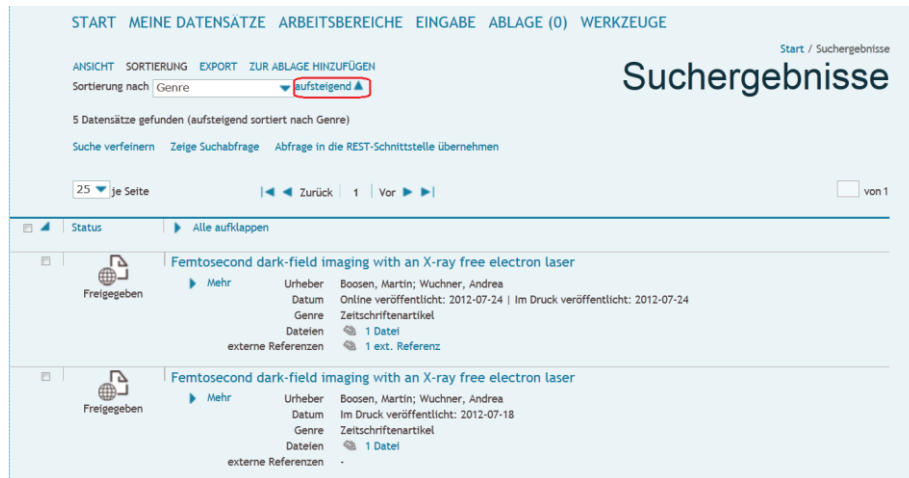 START MEINE DATENSÄTZE ARBEITSBEREICHE EINGABE ABLAGE (0) WERKZEUGE
Start / Suchergebnisse
Suchergebnisse
ANSICHT SORTIERUNG EXPORT ZUR ABLAGE HINZUFÜGEN
Sortierung nach Genre aufsteigend
5 Datensätze gefunden (aufsteigend sortiert nach Genre)
Suche verfeinern Zeige Suchabfrage Abfrage in die REST-Schnittstelle übernehmen
25 je Seite Zurück 1 Vor von 1
Status Alle aufklappen
Femtosecond dark-field imaging with an X-ray free electron laser
Freigegeben
Mehr Urheber Boosen, Martin; Wuchner, Andrea
Datum Online veröffentlicht: 2012-07-24 | Im Druck veröffentlicht: 2012-07-24
Genre Zeitschriftenartikel
Dateien 1 Datei
externe Referenzen 1 ext. Referenz
Femtosecond dark-field imaging with an X-ray free electron laser
Freigegeben
Mehr Urheber Boosen, Martin; Wuchner, Andrea
Datum Im Druck veröffentlicht: 2012-07-18
Genre Zeitschriftenartikel
Dateien 1 Datei
externe Referenzen -